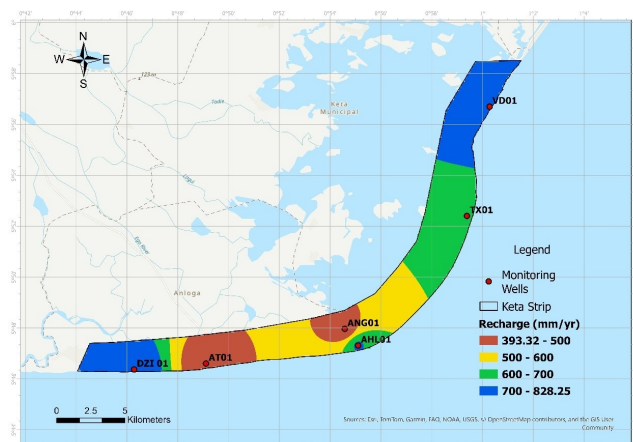 N
W E
S
125 m
Keta
Municipal
VD01
TX01
Anloga
ANG01
AHL01
AT01
DZI 01
Legend
Monitoring
Wells
Keta Strip
Recharge (mm/yr)
393.32 - 500
500 - 600
600 - 700
700 - 828.25
0 2.5 5
Kilometers
Sources: Esri, TomTom, Garmin, FAO, NOAA, USGS, © OpenStreetMap contributors, and the GIS User
Community